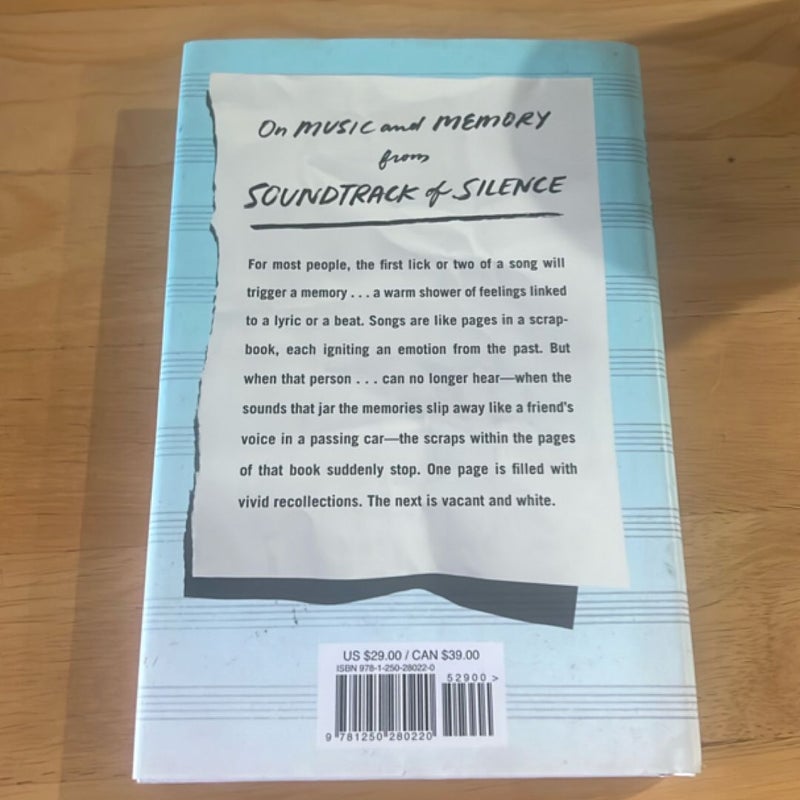 On MUSIC and MEMORY
from
SOUNDTRACK of SILENCE
For most people, the first lick or two of a song will
trigger a memory . . . a warm shower of feelings linked
to a lyric or a beat. Songs are like pages in a scrap-
book, each igniting an emotion from the past. But
when that person . . . can no longer hear—when the
sounds that jar the memories slip away like a friend's
voice in a passing car—the scraps within the pages
of that book suddenly stop. One page is filled with
vivid recollections. The next is vacant and white.
US $29.00 / CAN $39.00
ISBN 978-1-250-28022-0
52900 >
9 781250 280220